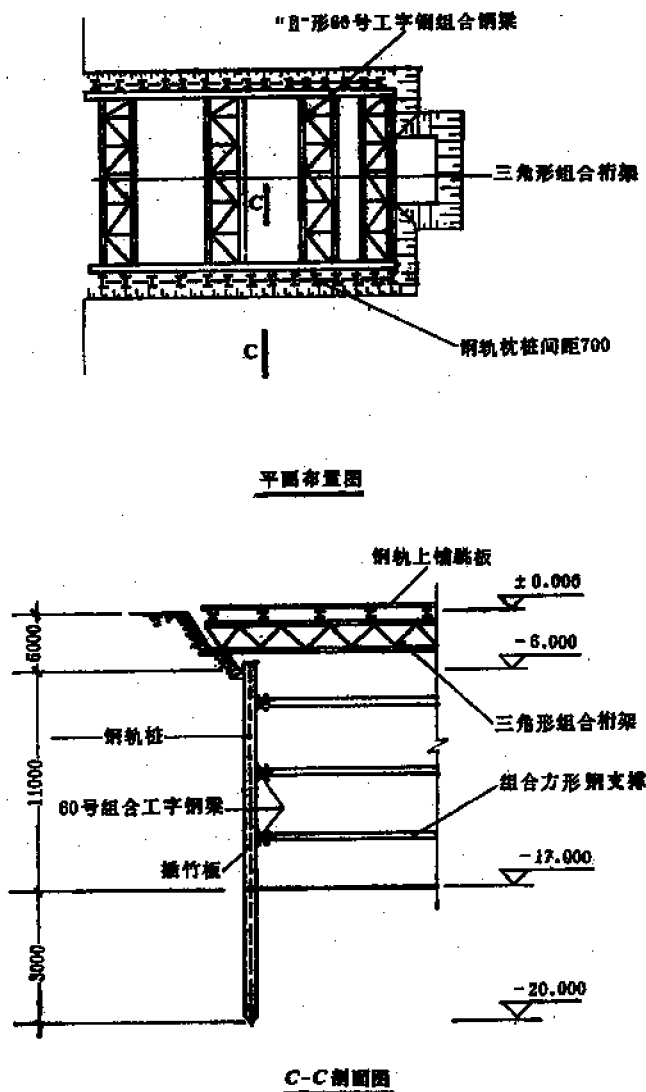 形60号工字钢组合钢梁
三角形组合桁架
C
C
钢轨枕桩间距700
平面布置图
钢轨上铺跳板
±0.000
6000
-6.000
三角形组合桁架
钢轨桩
11000
组合方形钢支撑
60号组合工字钢梁
插竹板
-17.000
3000
-20.000
C-C剖面图